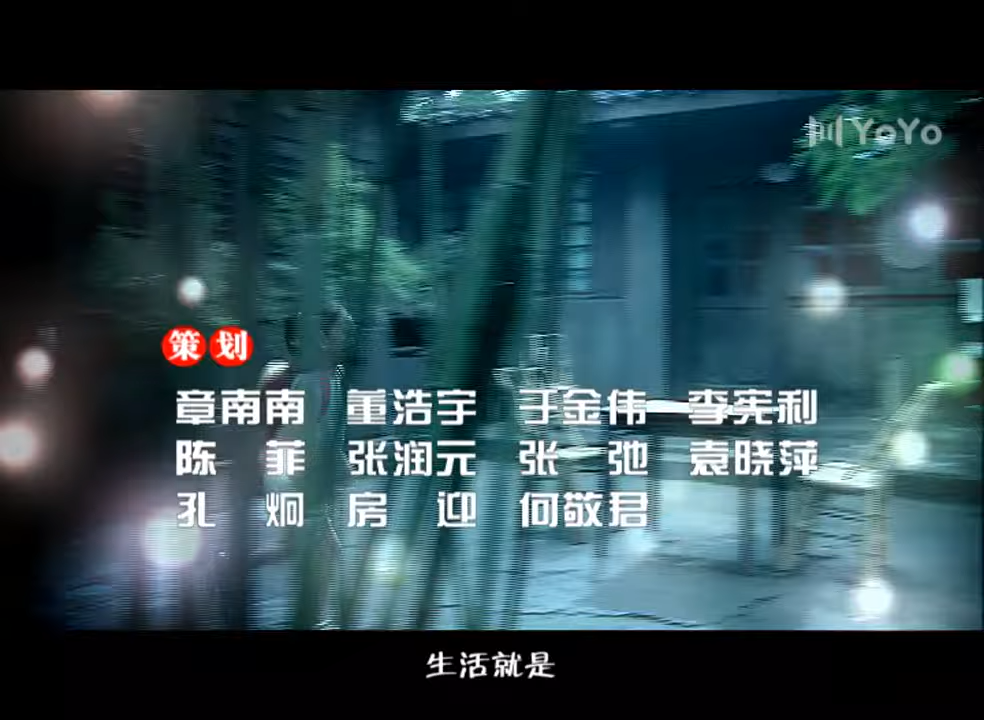 YoYo
策划
章南南 董浩宇 于金伟 李宪利
陈菲 张润元 张弛 袁晓萍
孔炯 房迎 何敬君
生活就是